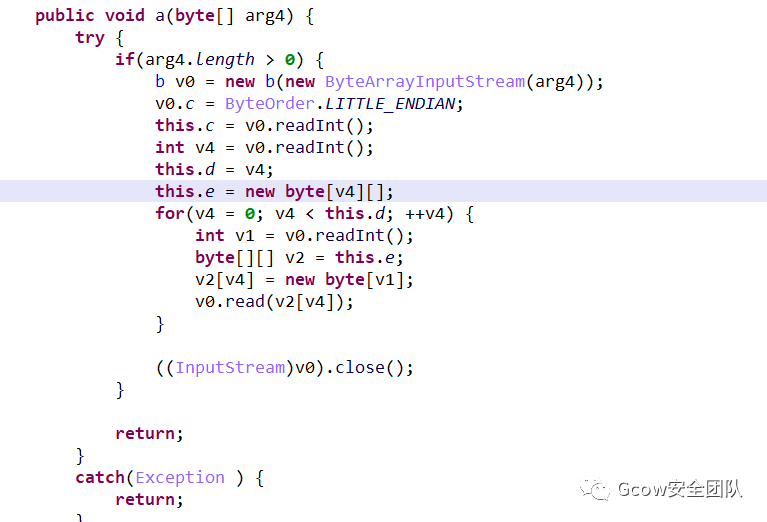 public void a(byte[] arg4) {
try {
if(arg4.length > 0) {
b v0 = new b(new ByteArrayInputStream(arg4));
v0.c = ByteOrder.LITTLE_ENDIAN;
this.c = v0.readInt();
int v4 = v0.readInt();
this.d = v4;
this.e = new byte[v4][];
for(v4 = 0; v4 < this.d; ++v4) {
int v1 = v0.readInt();
byte[][] v2 = this.e;
v2[v4] = new byte[v1];
v0.read(v2[v4]);
}
((InputStream)v0).close();
}
return;
}
catch(Exception ) {
return;
}
Gcow安全团队